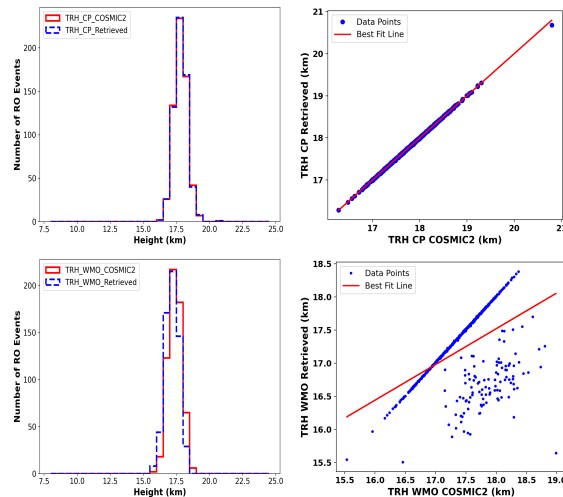 TRH_CP_COSMIC2
TRH_CP_Retrieved
Number of RO Events
200
150
100
50
0
7.5 10.0 12.5 15.0 17.5 20.0 22.5 25.0
Height (km)
Data Points
Best Fit Line
TRH CP Retrieved (km)
21
20
19
18
17
17 18 19 20 21
TRH CP COSMIC2 (km)
TRH_WMO_COSMIC2
TRH_WMO_Retrieved
Number of RO Events
200
150
100
50
0
7.5 10.0 12.5 15.0 17.5 20.0 22.5 25.0
Height (km)
Data Points
Best Fit Line
TRH WMO Retrieved (km)
18.5
18.0
17.5
17.0
16.5
16.0
15.5
15.5 16.0 16.5 17.0 17.5 18.0 18.5 19.0
TRH WMO COSMIC2 (km)